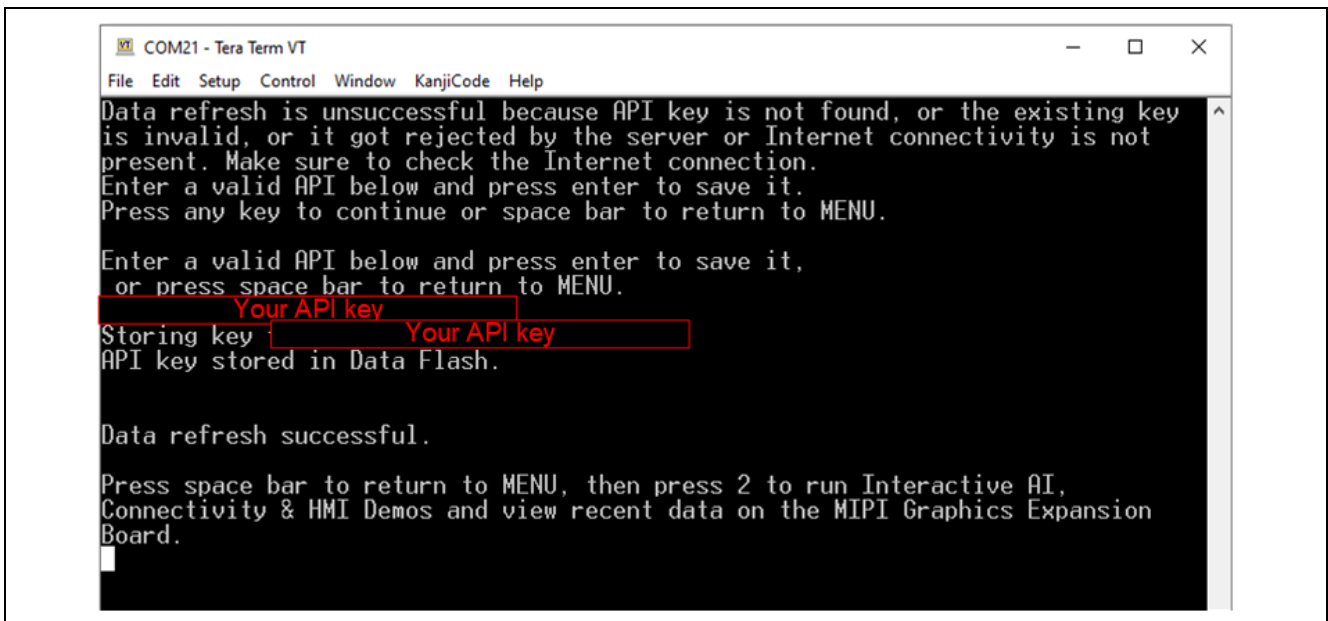 COM21 - Tera Term VT
File Edit Setup Control Window KanjiCode Help
Data refresh is unsuccessful because API key is not found, or the existing key
is invalid, or it got rejected by the server or Internet connectivity is not
present. Make sure to check the Internet connection.
Enter a valid API below and press enter to save it.
Press any key to continue or space bar to return to MENU.
Enter a valid API below and press enter to save it,
or press space bar to return to MENU.
Your API key
Storing key Your API key
API key stored in Data Flash.
Data refresh successful.
Press space bar to return to MENU, then press 2 to run Interactive AI,
Connectivity & HMI Demos and view recent data on the MIPI Graphics Expansion
Board.